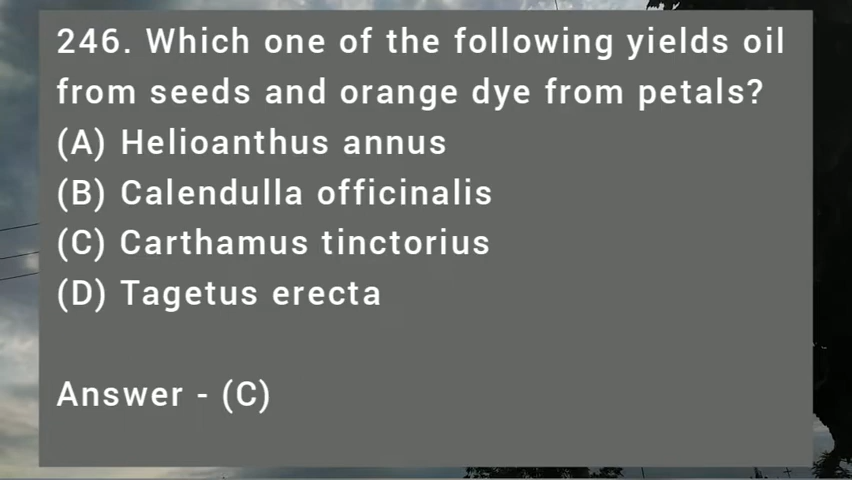 246. Which one of the following yields oil
from seeds and orange dye from petals?
(A) Helioanthus annus
(B) Calendulla officinalis
(C) Carthamus tinctorius
(D) Tagetus erecta
Answer - (C)